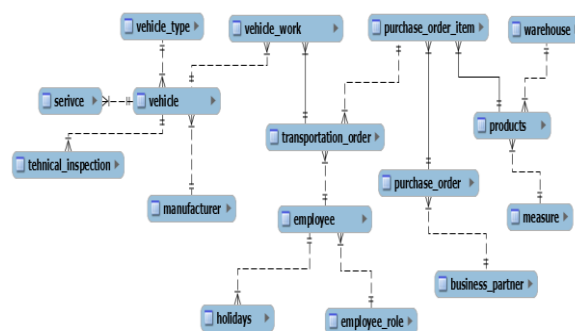 vehicle_type
vehicle_work
purchase_order_item
warehouse
serivce
vehicle
products
transportation_order
tehnical_inspection
purchase_order
manufacturer
employee
measure
business_partner
holidays
employee_role